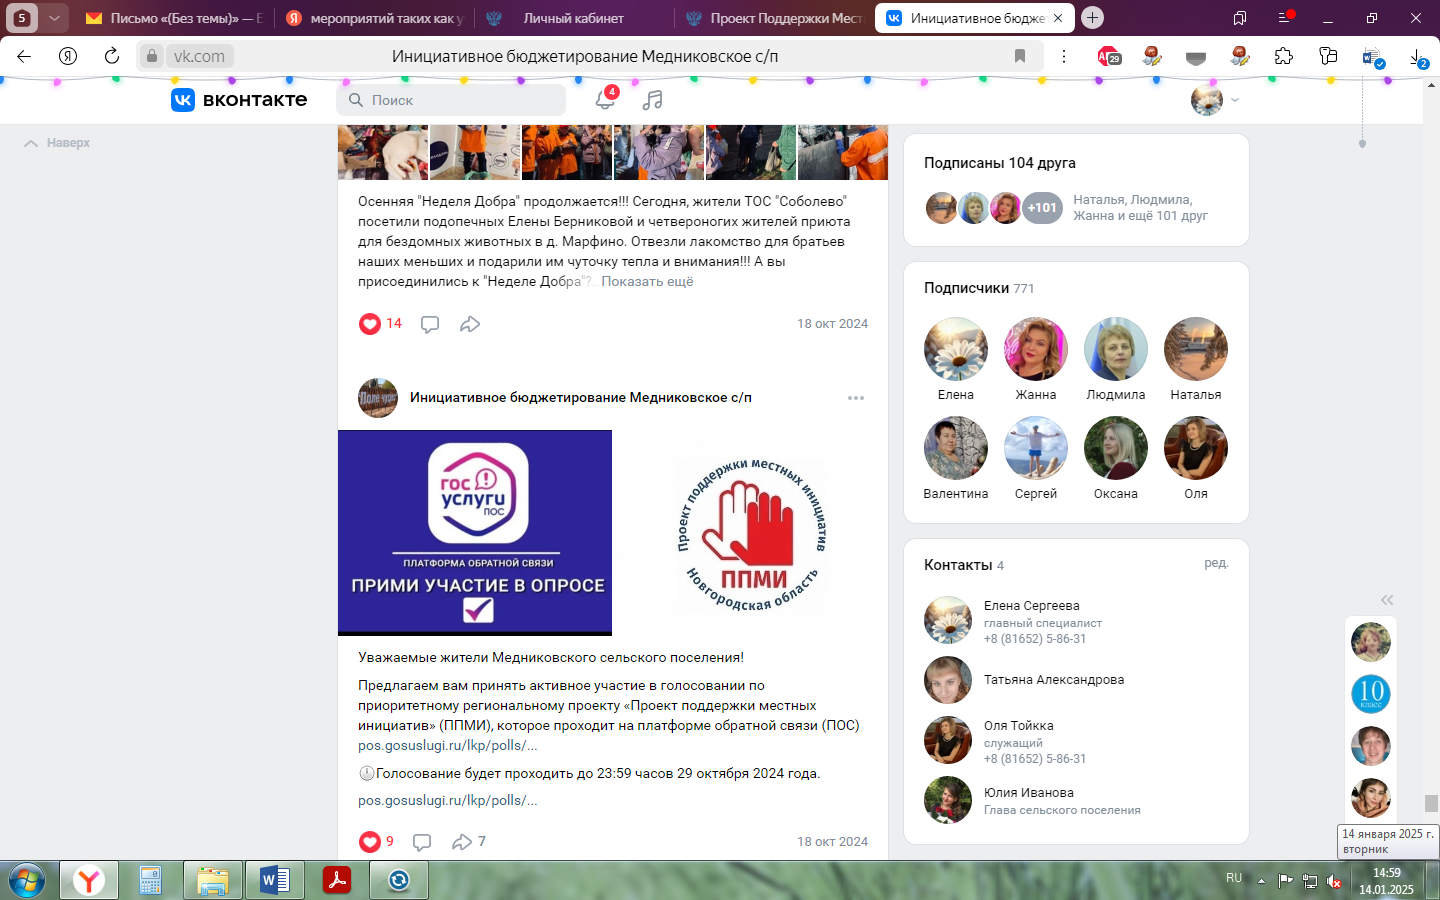 5
Письмо «(Без темы)» — Е
мероприятий таких как у
Личный кабинет
Проект Поддержки Мест
Инициативное бюджет
vk.com
Инициативное бюджетирование Медниковское с/п
29
2
вконтакте
Поиск
4
Наверх
Осенняя "Неделя Добра" продолжается!!! Сегодня, жители ТОС "Соболево"
посетили подопечных Елены Берниковой и четвероногих жителей приюта
для бездомных животных в д. Марфино. Отвезли лакомство для братьев
наших меньших и подарили им чуточку тепла и внимания!!! А вы
присоединились к "Неделе Добра"?.. Показать ещё
14
18 окт 2024
Инициативное бюджетирование Медниковское с/п
гос
услуги
пос
ПЛАТФОРМА ОБРАТНОЙ СВЯЗИ
ПРИМИ УЧАСТИЕ В ОПРОСЕ
Проект поддержки местных инициатив
ППМИ
Новгородская область
Уважаемые жители Медниковского сельского поселения!
Предлагаем вам принять активное участие в голосовании по
приоритетному региональному проекту «Проект поддержки местных
инициатив» (ППМИ), которое проходит на платформе обратной связи (ПОС)
pos.gosuslugi.ru/lkp/polls/...
🕛Голосование будет проходить до 23:59 часов 29 октября 2024 года.
pos.gosuslugi.ru/lkp/polls/...
9
7
18 окт 2024
Подписаны 104 друга
+101
Наталья, Людмила,
Жанна и ещё 101 друг
Подписчики 771
Елена
Жанна
Людмила
Наталья
Валентина
Сергей
Оксана
Оля
Контакты 4
ред.
Елена Сергеева
главный специалист
+8 (81652) 5-86-31
Татьяна Александрова
Оля Тойкка
служащий
+8 (81652) 5-86-31
Юлия Иванова
Глава сельского поселения
10
класс
14 января 2025 г.
вторник
RU
14:59
14.01.2025